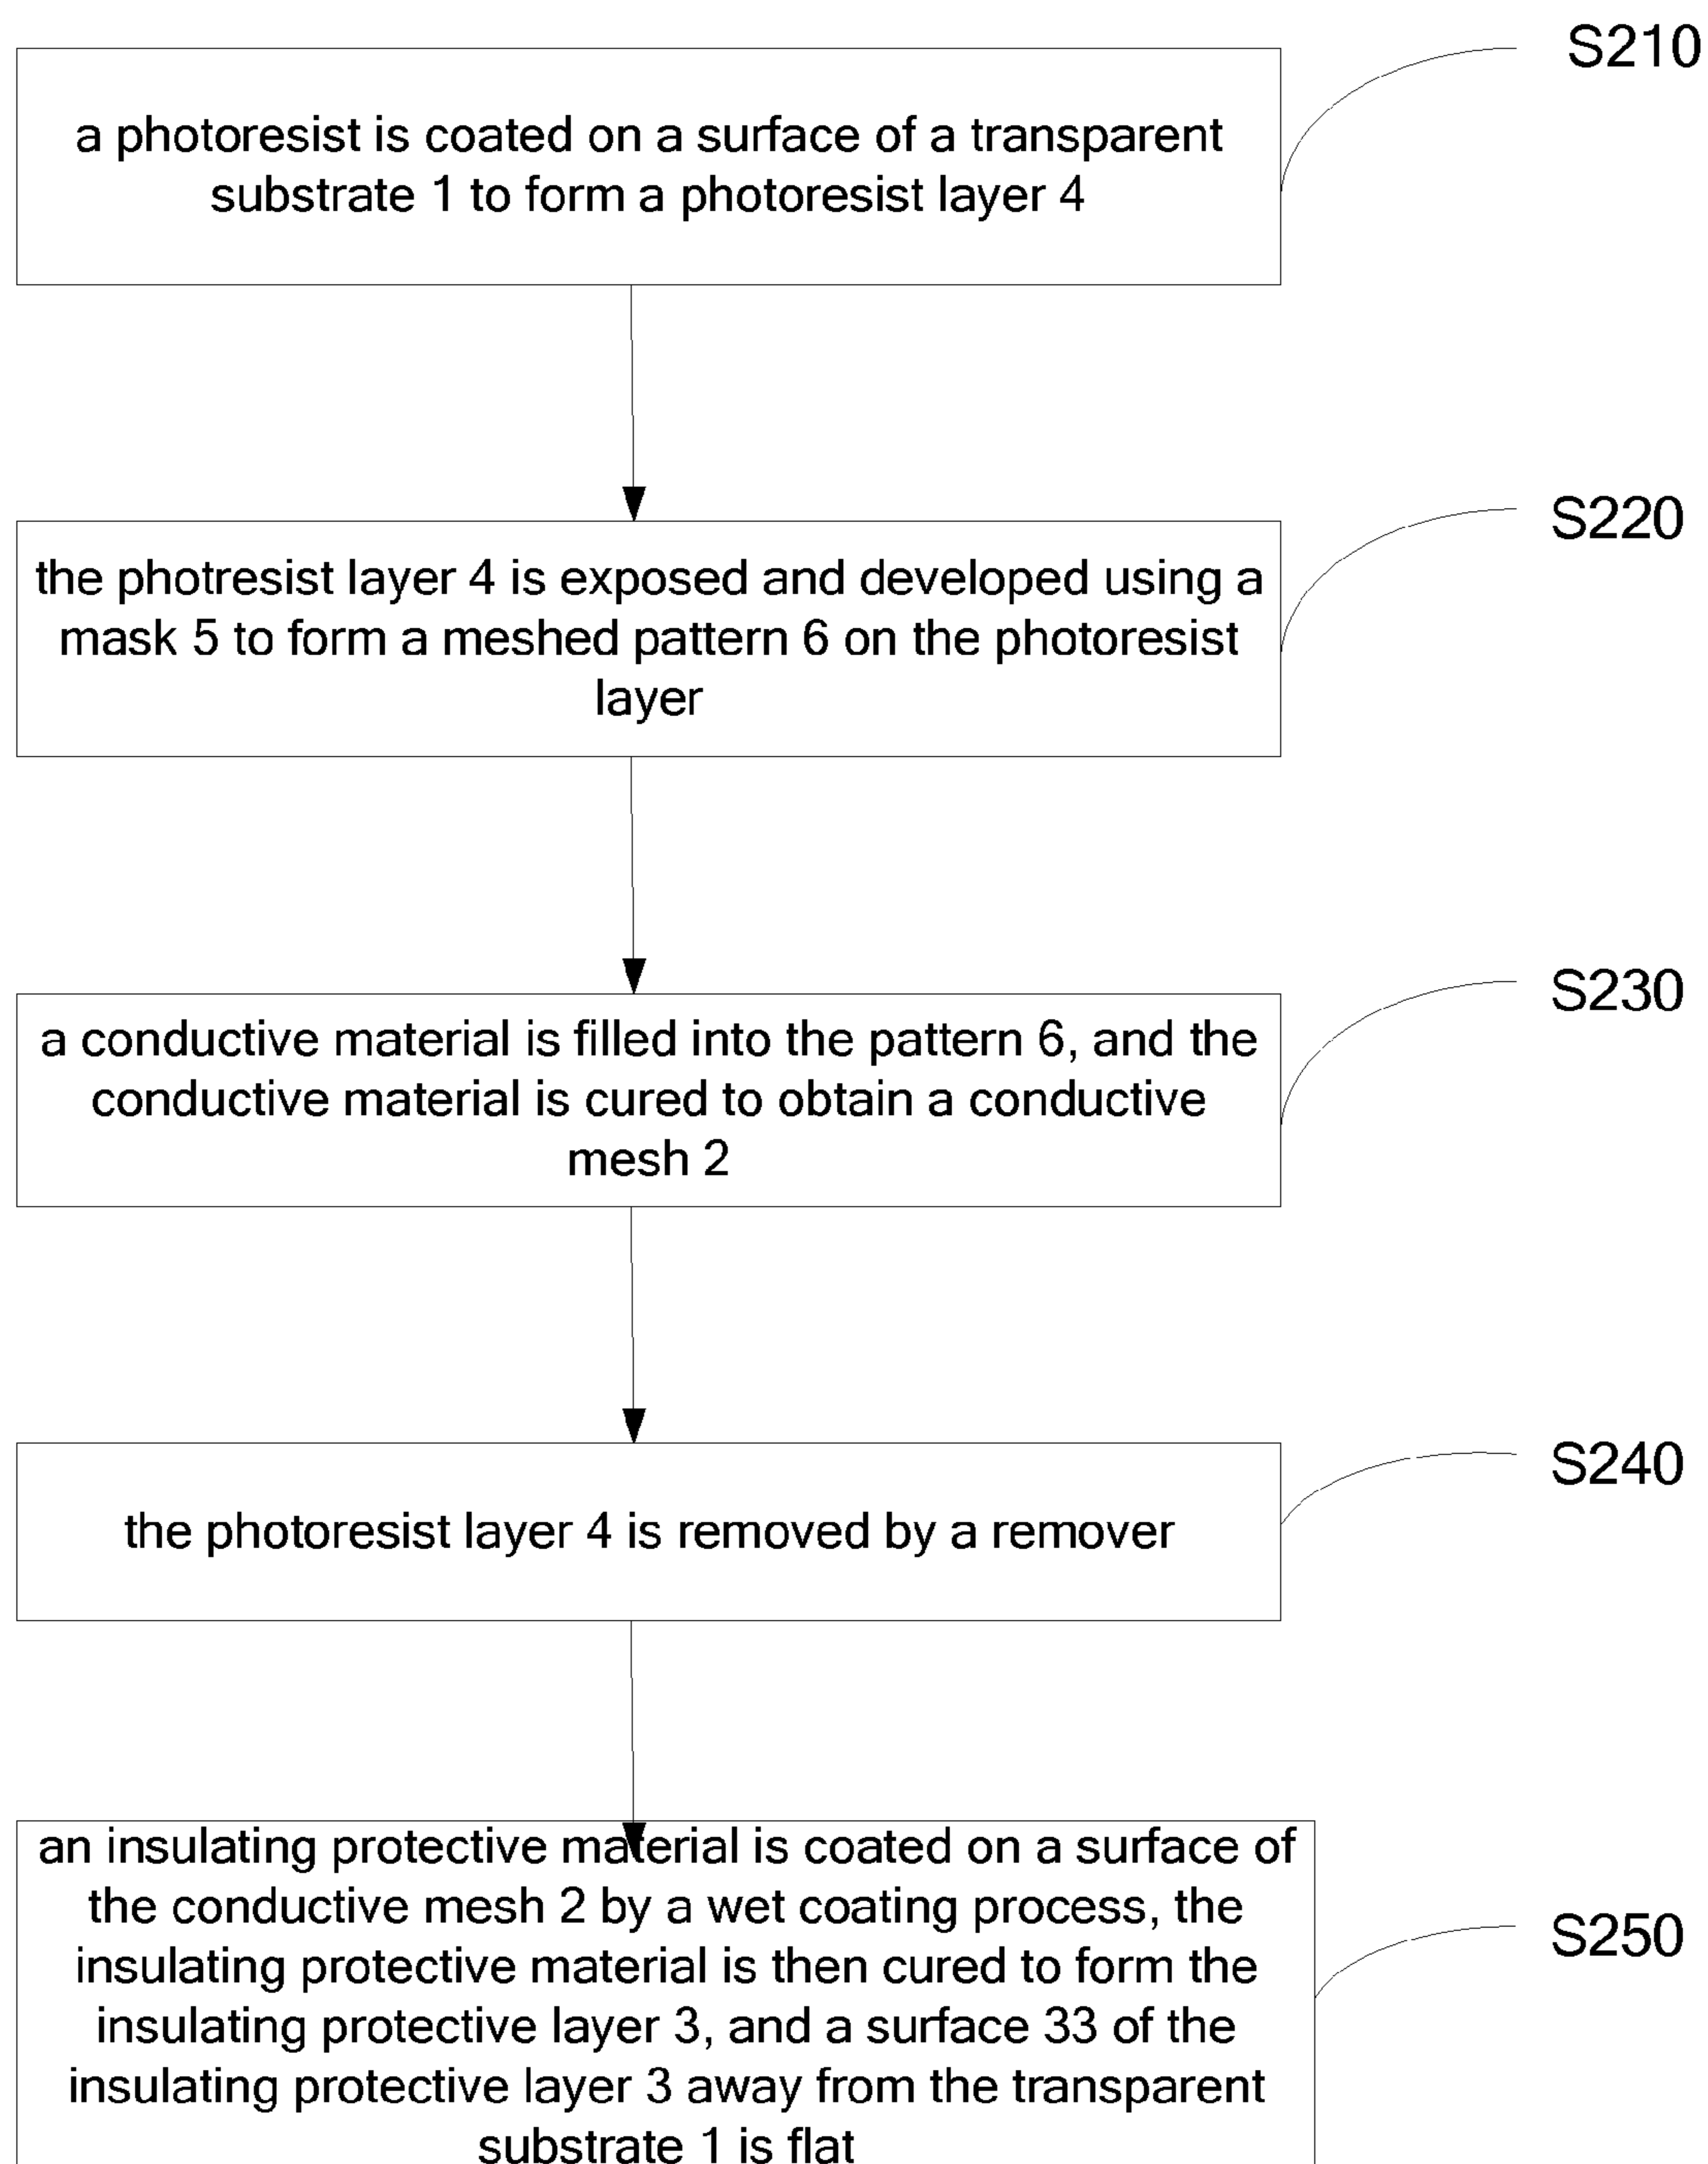 S210
a photoresist is coated on a surface of a transparent
substrate 1 to form a photoresist layer 4
S220
the photresist layer 4 is exposed and developed using a
mask 5 to form a meshed pattern 6 on the photoresist
layer
S230
a conductive material is filled into the pattern 6, and the
conductive material is cured to obtain a conductive
mesh 2
S240
the photoresist layer 4 is removed by a remover
S250
an insulating protective material is coated on a surface of
the conductive mesh 2 by a wet coating process, the
insulating protective material is then cured to form the
insulating protective layer 3, and a surface 33 of the
insulating protective layer 3 away from the transparent
substrate 1 is flat